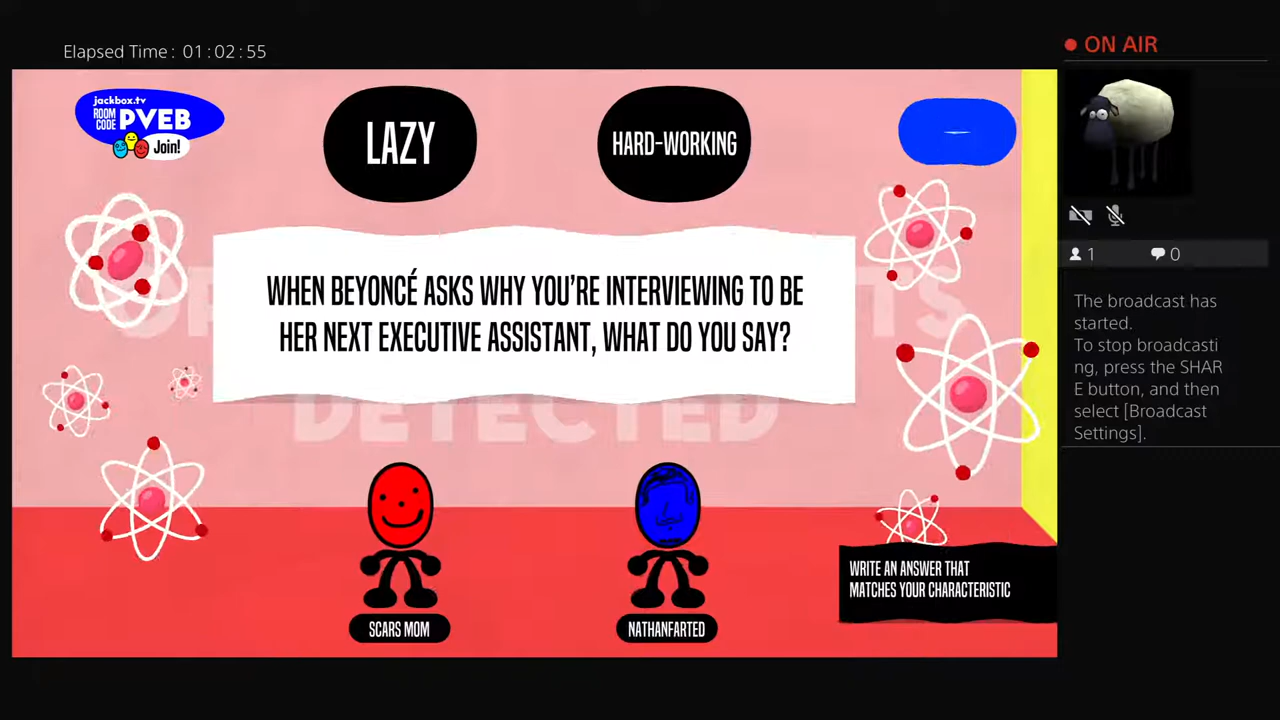 Elapsed Time: 01:02:55
ON AIR
jackbox.tv
ROOM CODE PVEB
Join!
LAZY
HARD-WORKING
1
0
WHEN BEYONCÉ ASKS WHY YOU'RE INTERVIEWING TO BE
HER NEXT EXECUTIVE ASSISTANT, WHAT DO YOU SAY?
DETECTED
The broadcast has
started.
To stop broadcasti
ng, press the SHAR
E button, and then
select [Broadcast
Settings].
WRITE AN ANSWER THAT
MATCHES YOUR CHARACTERISTIC
SCARS MOM
NATHANFARTED